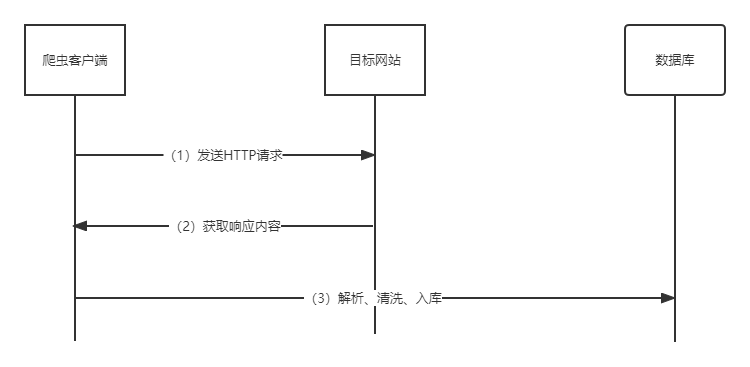 爬虫客户端
目标网站
数据库
（1）发送HTTP请求
（2）获取响应内容
（3）解析、清洗、入库